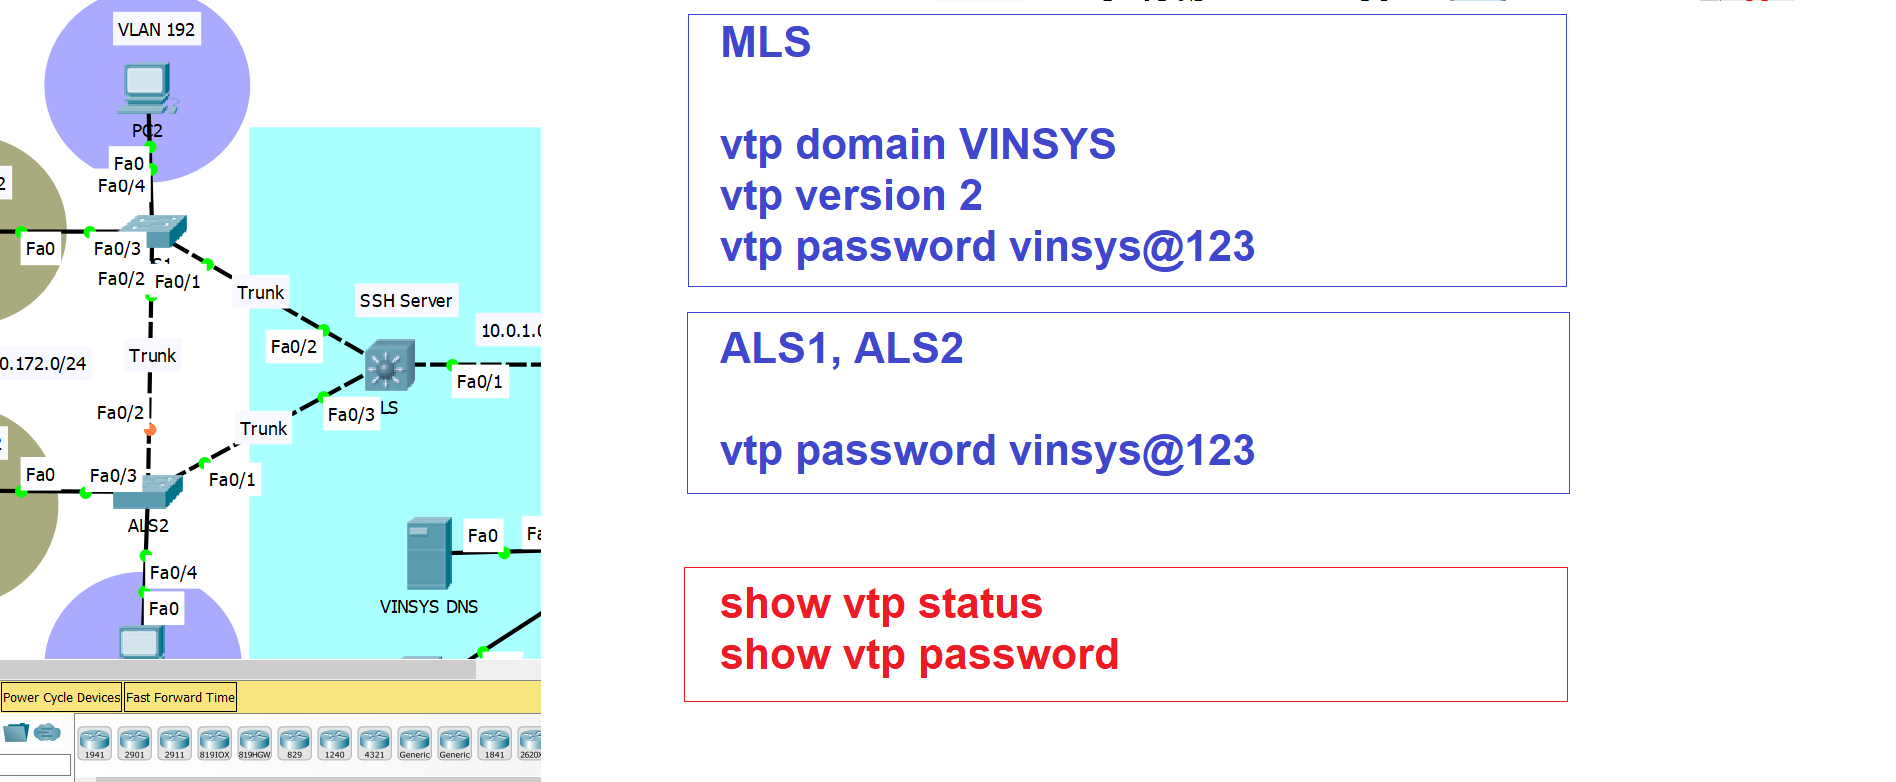 VLAN 192
PC2
Fa0
Fa0/4
2
Fa0
Fa0/3
Fa0/2
Fa0/1
Trunk
SSH Server
10.0.1.0
Fa0/2
Trunk
0.172.0/24
Fa0/1
Fa0/2
Fa0/3
LS
Trunk
Fa0
Fa0/3
Fa0/1
ALS2
Fa0
Fa0/4
Fa0
VINSYS DNS
Power Cycle Devices
Fast Forward Time
1941
2901
2911
819IOX
819HGW
829
1240
4321
Generic
Generic
1841
2620X
MLS
vtp domain VINSYS
vtp version 2
vtp password vinsys@123
ALS1, ALS2
vtp password vinsys@123
show vtp status
show vtp password